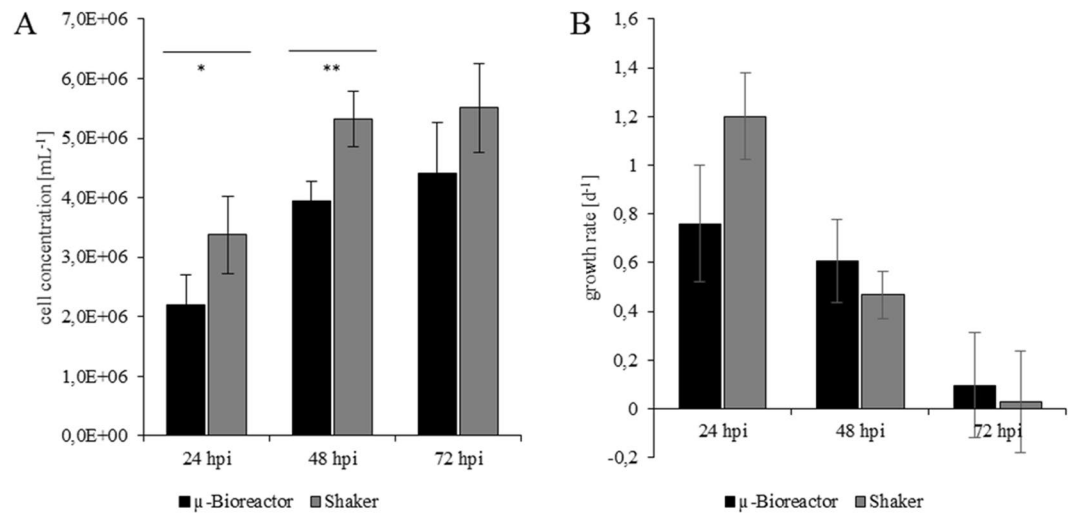 A
cell concentration [mL-1]
7,0E+06
6,0E+06
5,0E+06
4,0E+06
3,0E+06
2,0E+06
1,0E+06
0,0E+00
*
**
24 hpi
48 hpi
72 hpi
μ-Bioreactor
Shaker
B
growth rate [d-1]
1,6
1,4
1,2
1
0,8
0,6
0,4
0,2
0
-0,2
24 hpi
48 hpi
72 hpi
μ-Bioreactor
Shaker